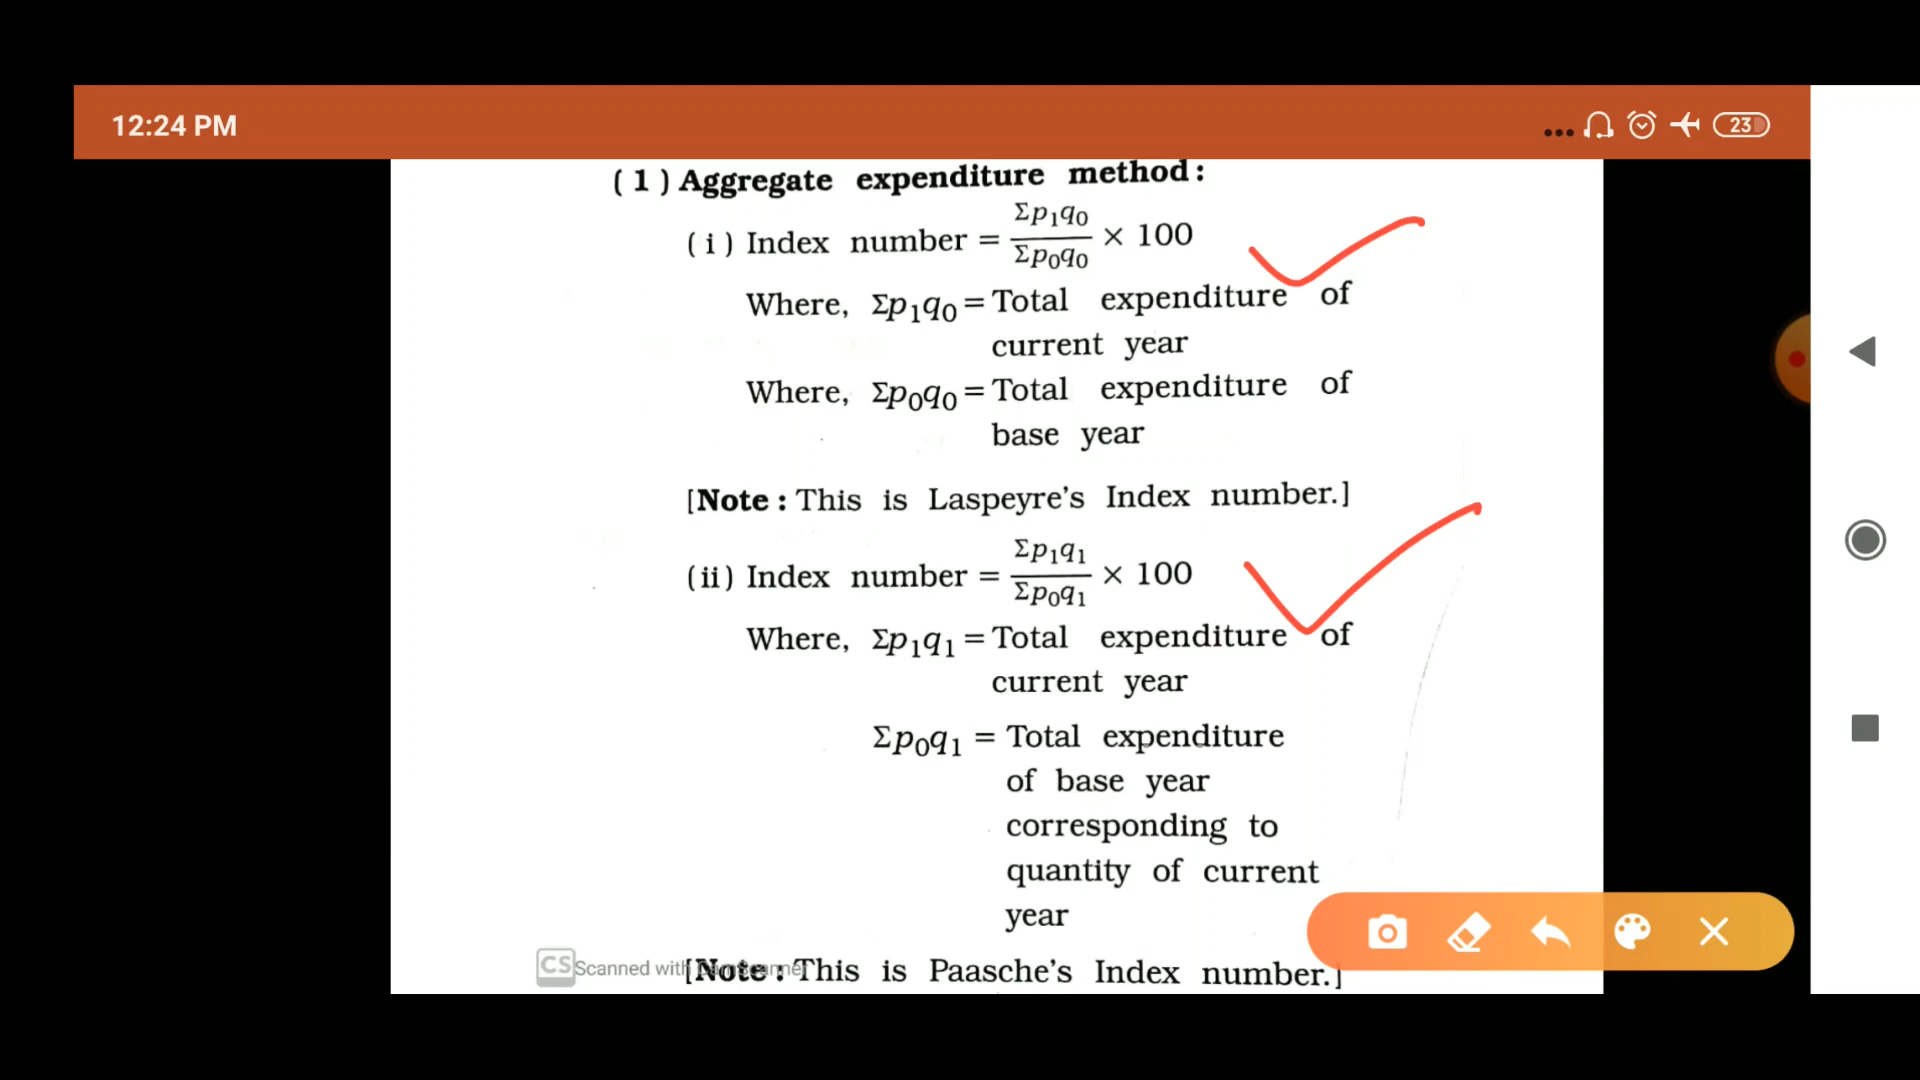 12:24 PM
23
( 1 ) Aggregate expenditure method :
( i ) Index number = Σp₁q₀ / Σp₀q₀ × 100
Where, Σp₁q₀ = Total expenditure of
current year
Where, Σp₀q₀ = Total expenditure of
base year
[Note : This is Laspeyre's Index number.]
(ii) Index number = Σp₁q₁ / Σp₀q₁ × 100
Where, Σp₁q₁ = Total expenditure of
current year
Σp₀q₁ = Total expenditure
of base year
corresponding to
quantity of current
year
CS Scanned with CamScanner
[Note : This is Paasche's Index number.]